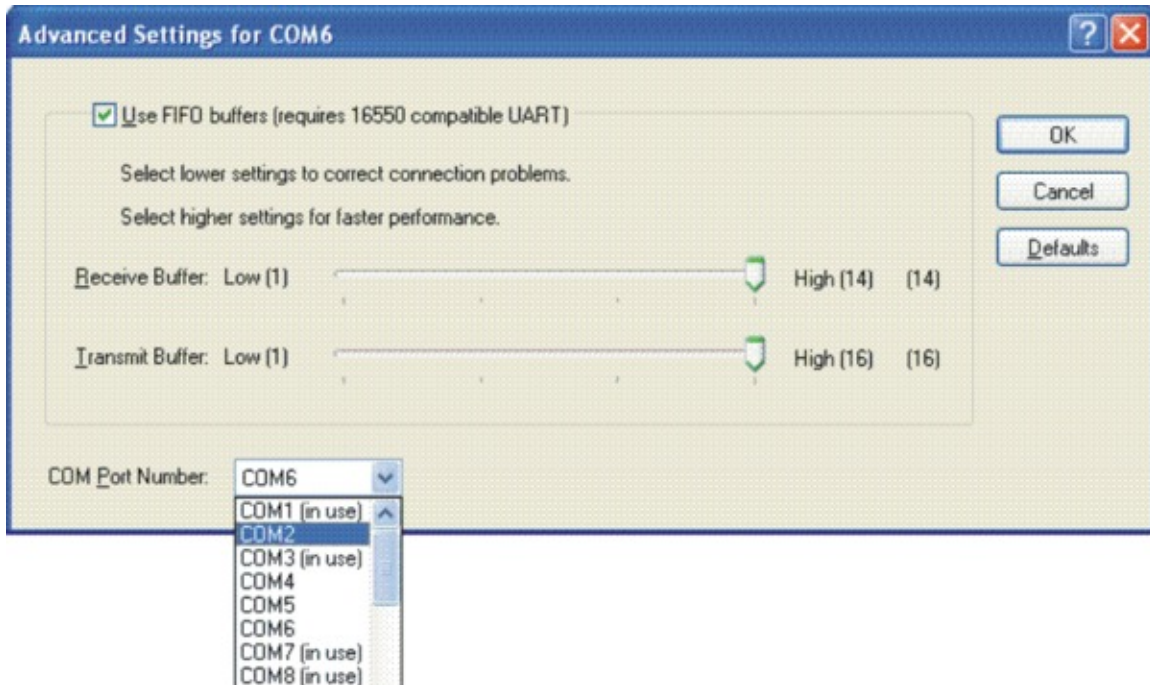 Advanced Settings for COM6
Use FIFO buffers (requires 16550 compatible UART)
Select lower settings to correct connection problems.
Select higher settings for faster performance.
Receive Buffer: Low (1) High (14) (14)
Transmit Buffer: Low (1) High (16) (16)
OK
Cancel
Defaults
COM Port Number: COM6
COM1 (in use)
COM2
COM3 (in use)
COM4
COM5
COM6
COM7 (in use)
COM8 (in use)